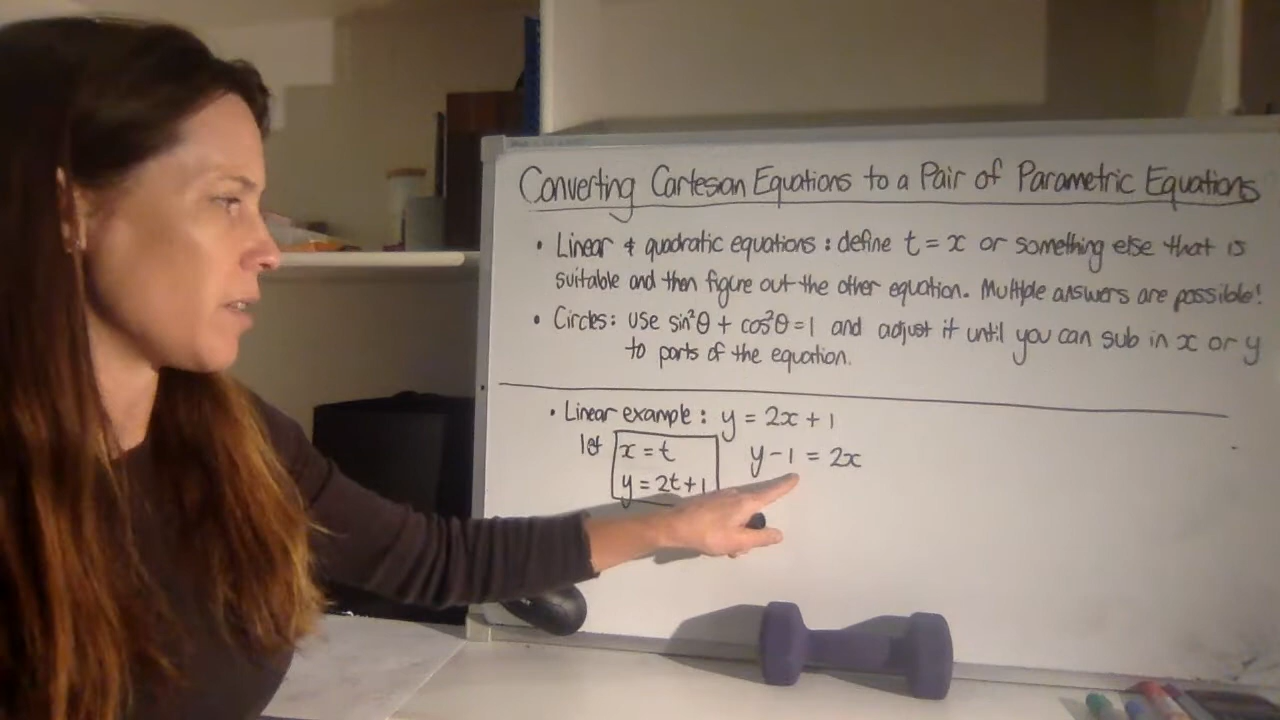 Converting Cartesian Equations to a Pair of Parametric Equations
• Linear & quadratic equations: define t = x or something else that is
suitable and then figure out the other equation. Multiple answers are possible!
• Circles: use sin²θ + cos²θ = 1 and adjust it until you can sub in x or y
to parts of the equation.
• Linear example: y = 2x + 1
let x = t y - 1 = 2x
y = 2t + 1